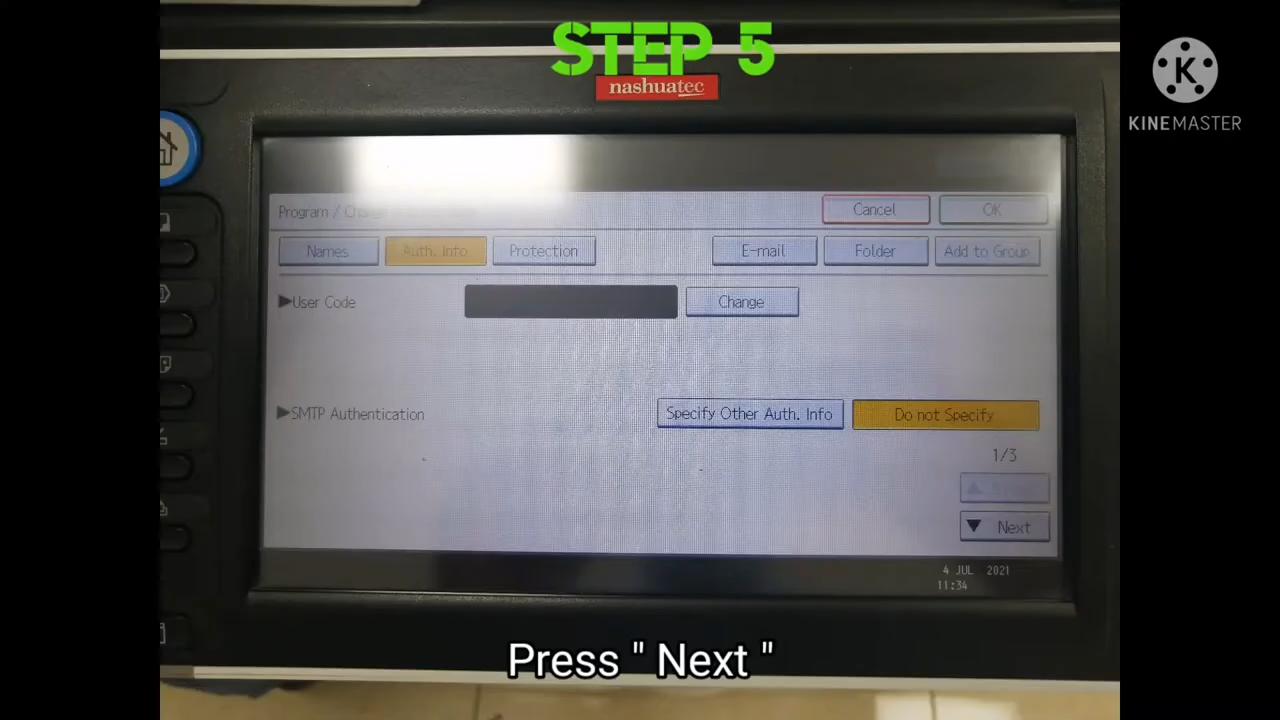 STEP 5
nashuatec
K
KINEMASTER
Program /
Cancel
OK
Names
Auth. Info
Protection
E-mail
Folder
Add to Group
▶User Code
Change
▶SMTP Authentication
Specify Other Auth. Info
Do not Specify
1/3
▼ Next
4 JUL 2021
11:34
Press " Next "